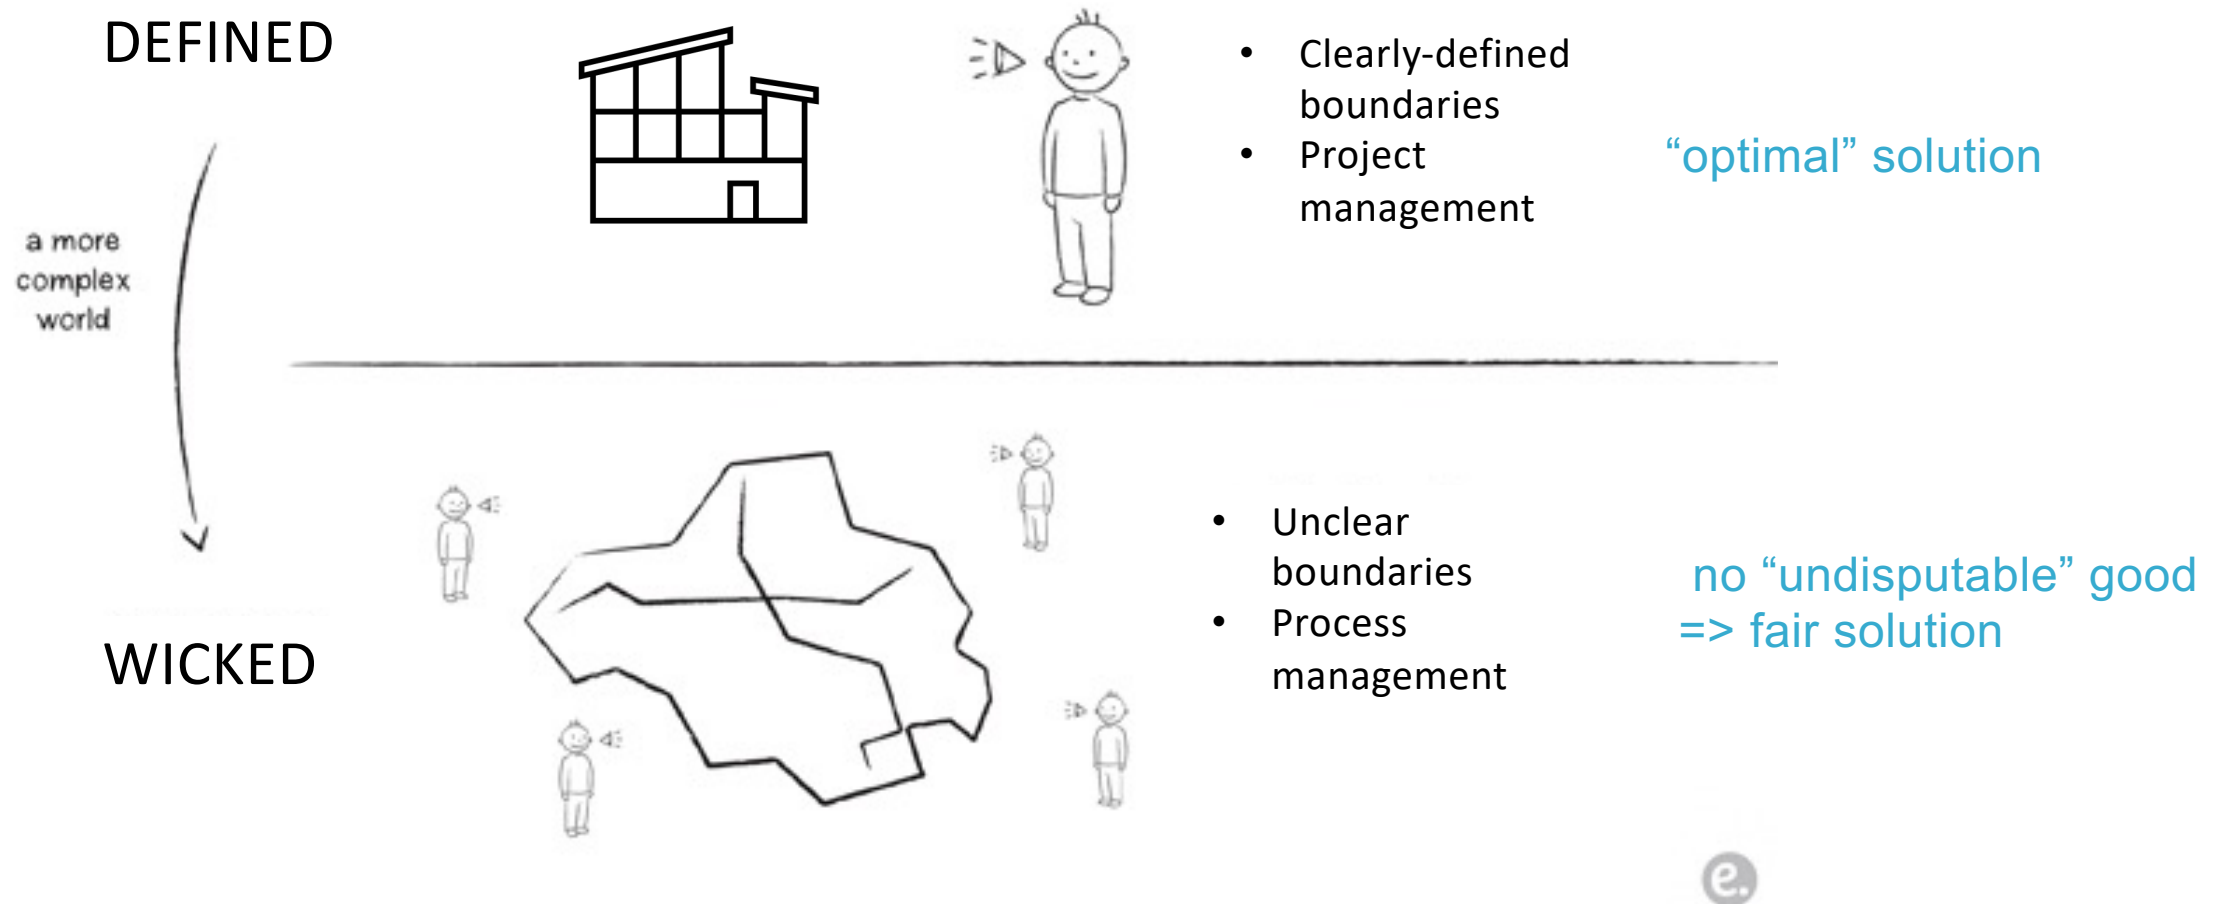 DEFINED
• Clearly-defined
boundaries
• Project
management
“optimal” solution
a more
complex
world
WICKED
• Unclear
boundaries
• Process
management
no “undisputable” good
=> fair solution
e.